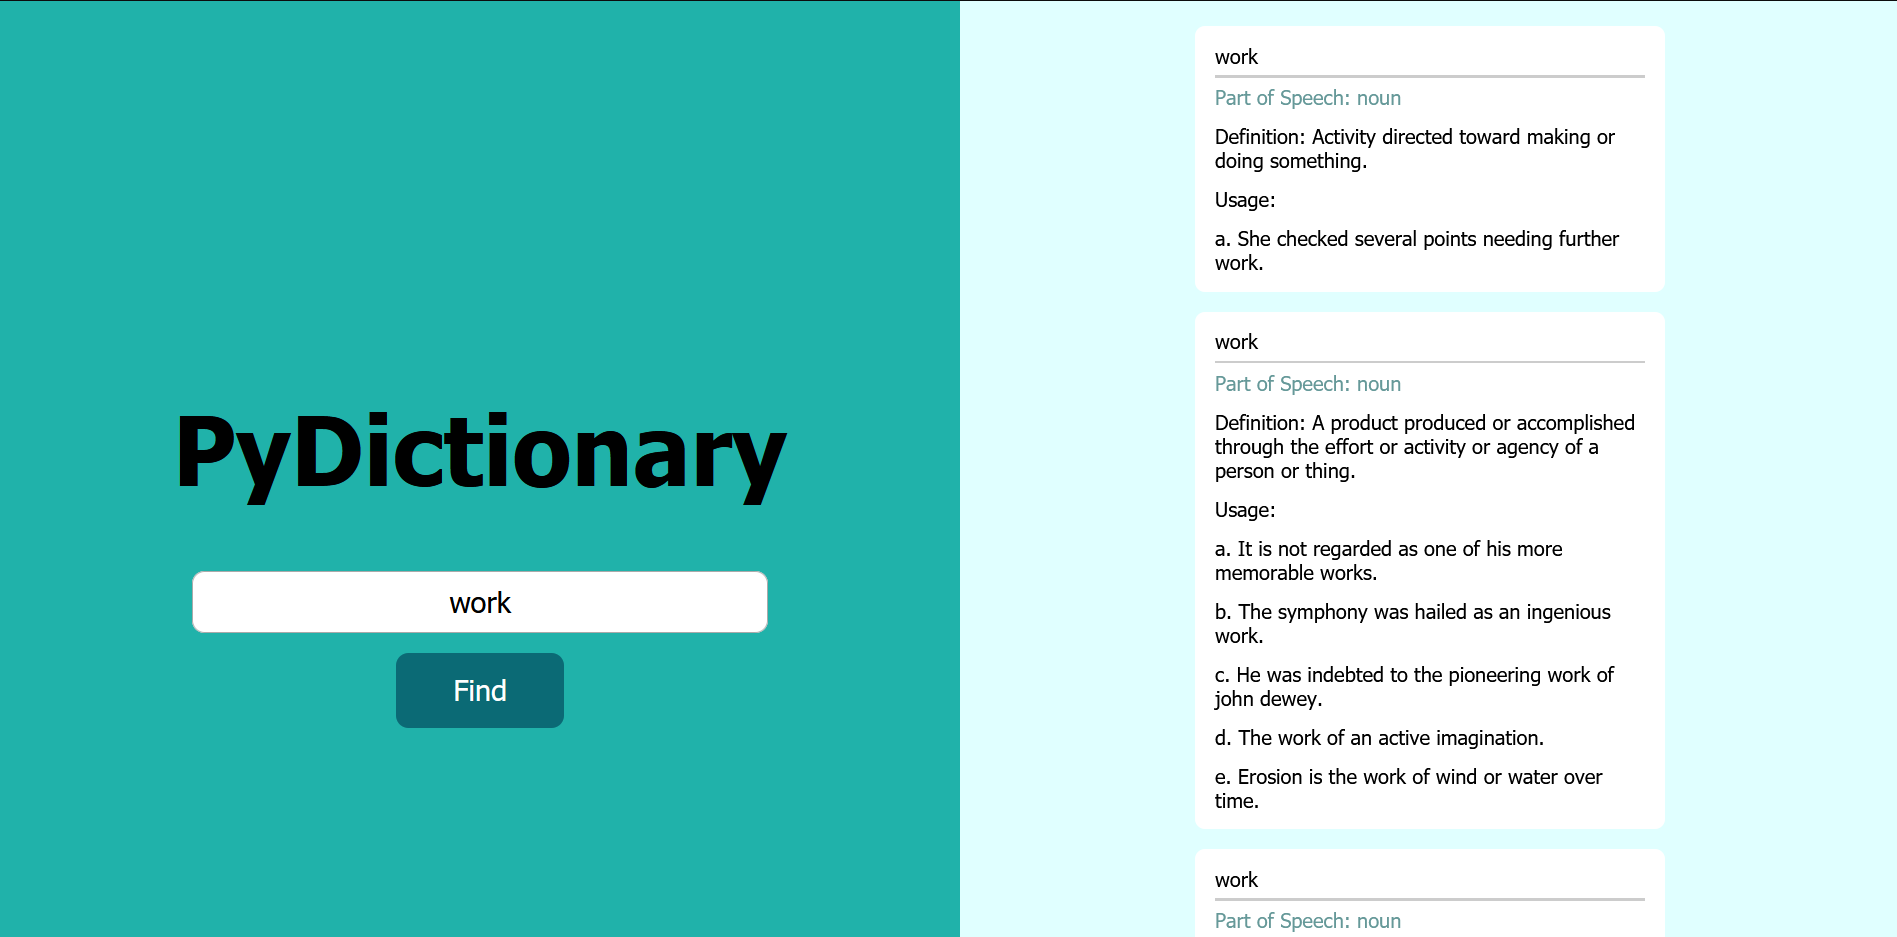 PyDictionary
work
Find
work
Part of Speech: noun
Definition: Activity directed toward making or
doing something.
Usage:
a. She checked several points needing further
work.
work
Part of Speech: noun
Definition: A product produced or accomplished
through the effort or activity or agency of a
person or thing.
Usage:
a. It is not regarded as one of his more
memorable works.
b. The symphony was hailed as an ingenious
work.
c. He was indebted to the pioneering work of
john dewey.
d. The work of an active imagination.
e. Erosion is the work of wind or water over
time.
work
Part of Speech: noun